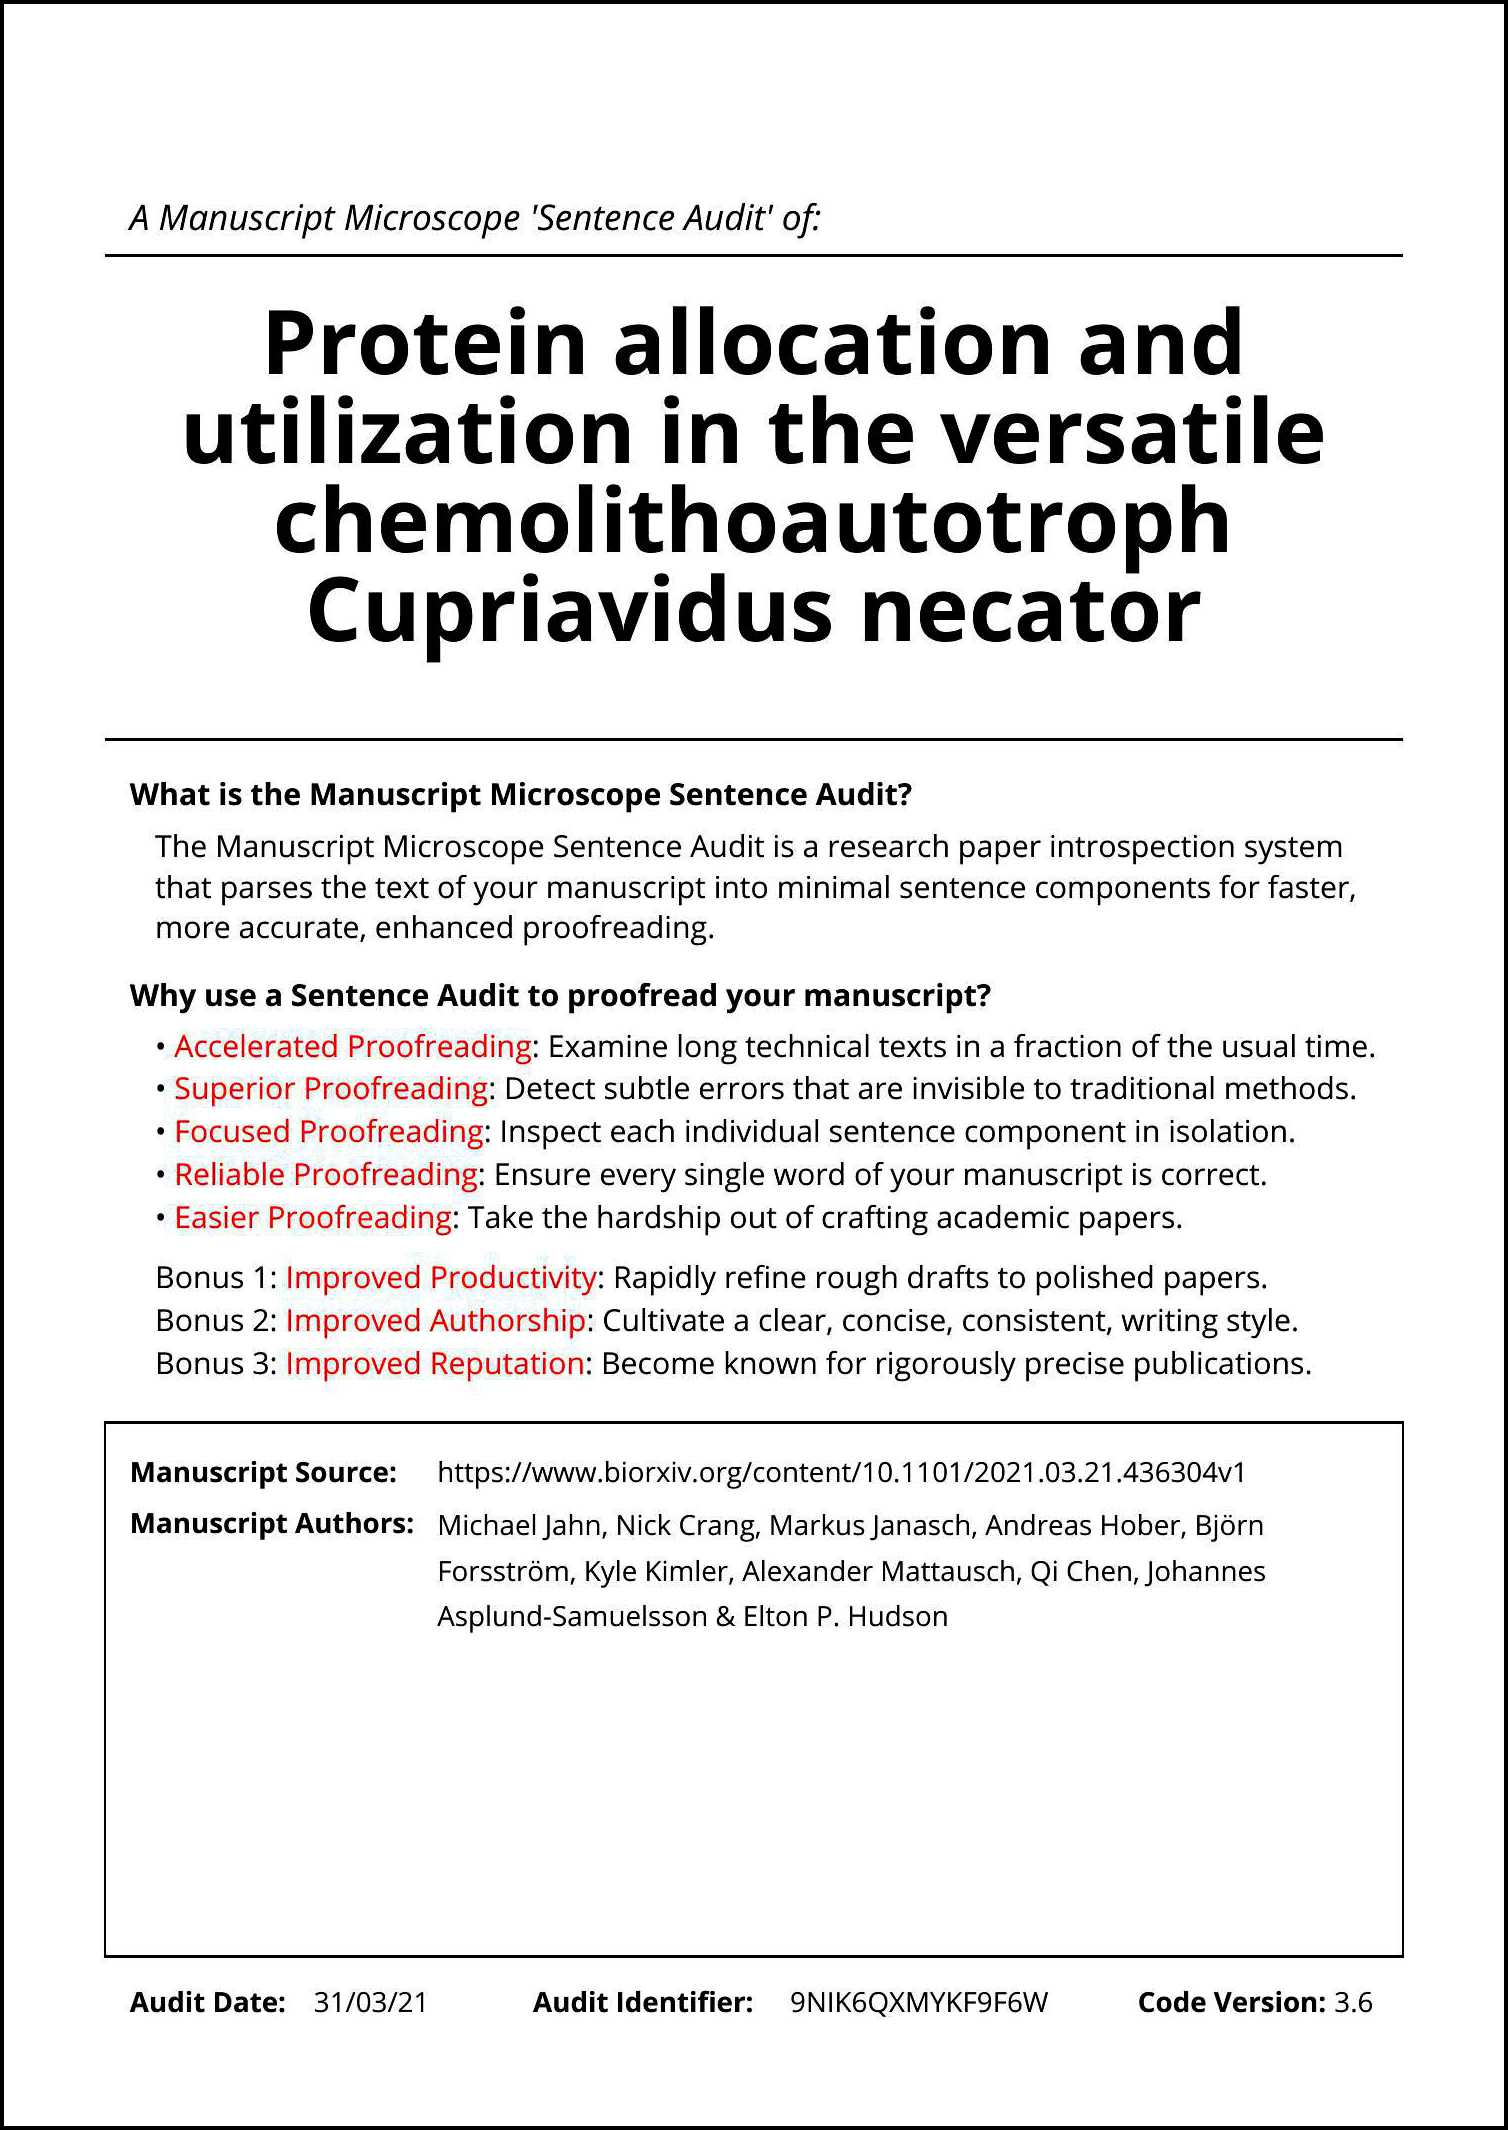 A Manuscript Microscope 'Sentence Audit' of:
Protein allocation and
utilization in the versatile
chemolithoautotroph
Cupriavidus necator
What is the Manuscript Microscope Sentence Audit?
The Manuscript Microscope Sentence Audit is a research paper introspection system
that parses the text of your manuscript into minimal sentence components for faster,
more accurate, enhanced proofreading.
Why use a Sentence Audit to proofread your manuscript?
• Accelerated Proofreading: Examine long technical texts in a fraction of the usual time.
• Superior Proofreading: Detect subtle errors that are invisible to traditional methods.
• Focused Proofreading: Inspect each individual sentence component in isolation.
• Reliable Proofreading: Ensure every single word of your manuscript is correct.
• Easier Proofreading: Take the hardship out of crafting academic papers.
Bonus 1: Improved Productivity: Rapidly refine rough drafts to polished papers.
Bonus 2: Improved Authorship: Cultivate a clear, concise, consistent, writing style.
Bonus 3: Improved Reputation: Become known for rigorously precise publications.
Manuscript Source: https://www.biorxiv.org/content/10.1101/2021.03.21.436304v1
Manuscript Authors: Michael Jahn, Nick Crang, Markus Janasch, Andreas Hober, Björn
Forsström, Kyle Kimler, Alexander Mattausch, Qi Chen, Johannes
Asplund-Samuelsson & Elton P. Hudson
Audit Date: 31/03/21 Audit Identifier: 9NIK6QXMYKF9F6W Code Version: 3.6